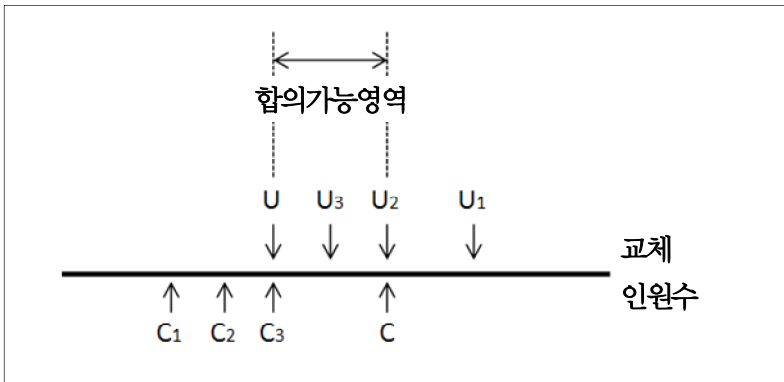 합의가능영역
U U₃ U₂ U₁
교체
인원수
C₁ C₂ C₃ C